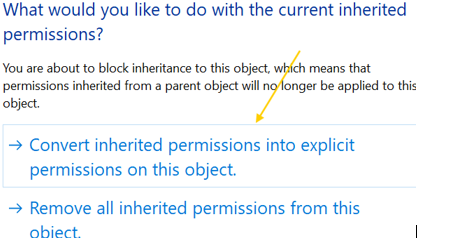 What would you like to do with the current inherited
permissions?
You are about to block inheritance to this object, which means that
permissions inherited from a parent object will no longer be applied to this
object.
→ Convert inherited permissions into explicit
permissions on this object.
→ Remove all inherited permissions from this
object.